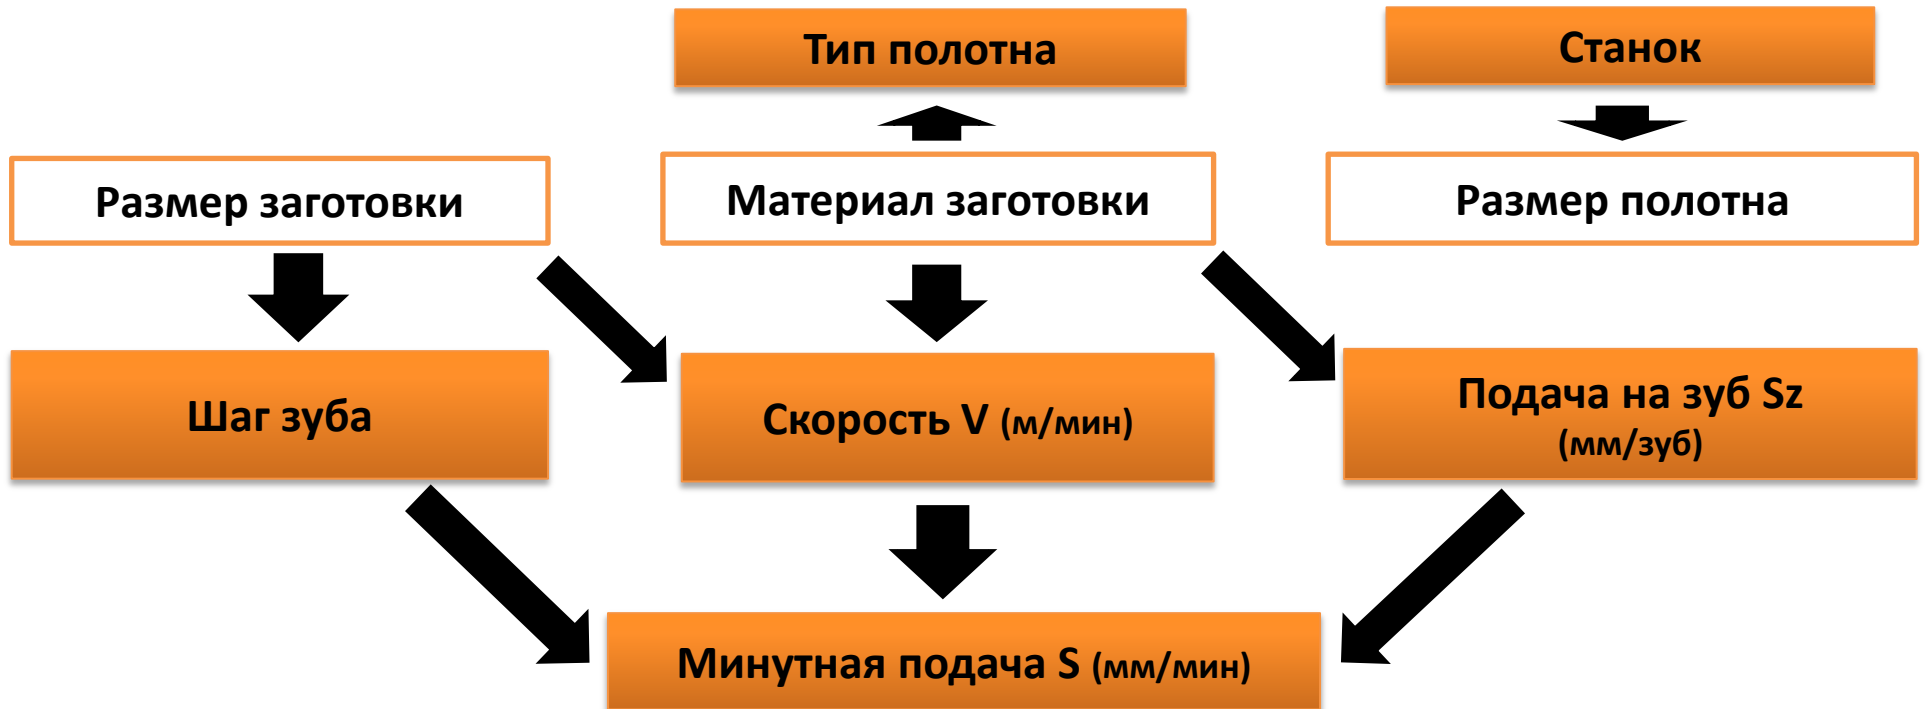 Тип полотна
Станок
Размер заготовки
Материал заготовки
Размер полотна
Шаг зуба
Скорость V (м/мин)
Подача на зуб Sz
(мм/зуб)
Минутная подача S (мм/мин)